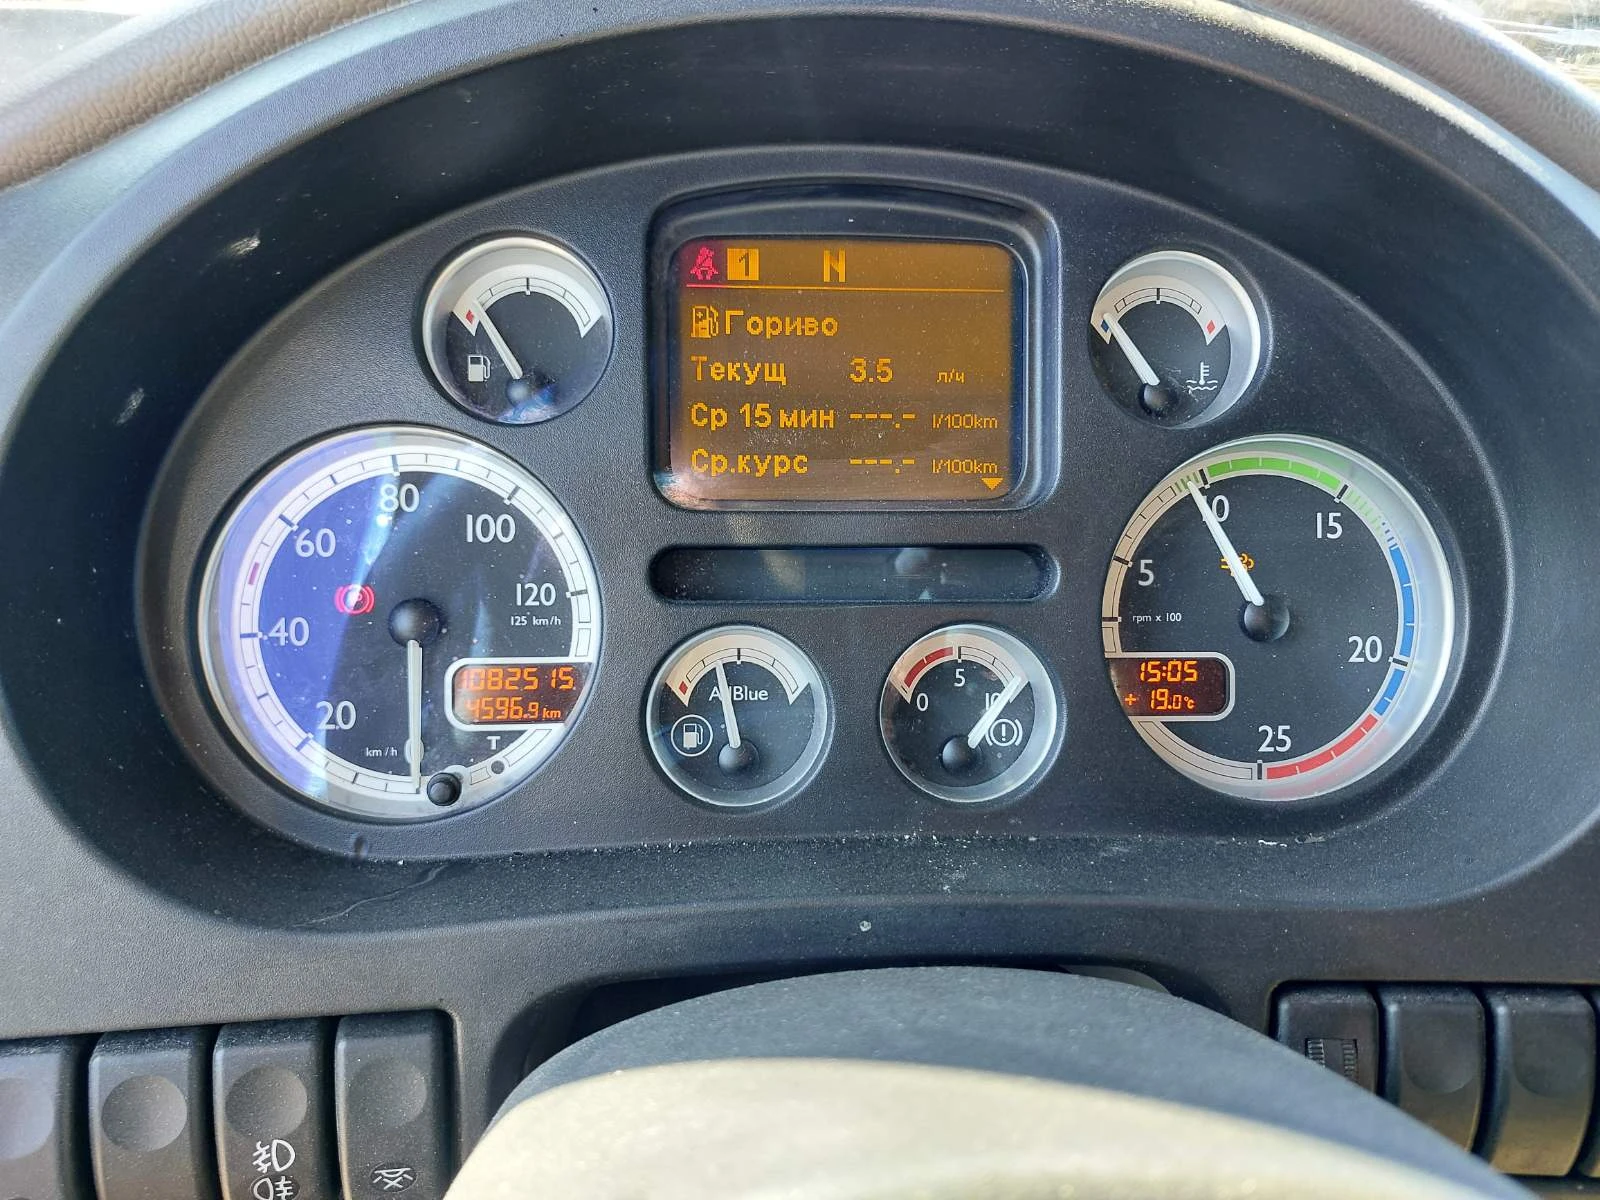 1 N
Гориво
Текущ 3.5 л/ч
Ср 15 мин ---.- l/100km
Ср.курс ---.- l/100km
20
40
60
80
100
120
125 km/h
km/h
1082515
4596.9 km
T
AdBlue
0
5
10
P
5
10
15
20
25
rpm x 100
15:05
+19.0°C